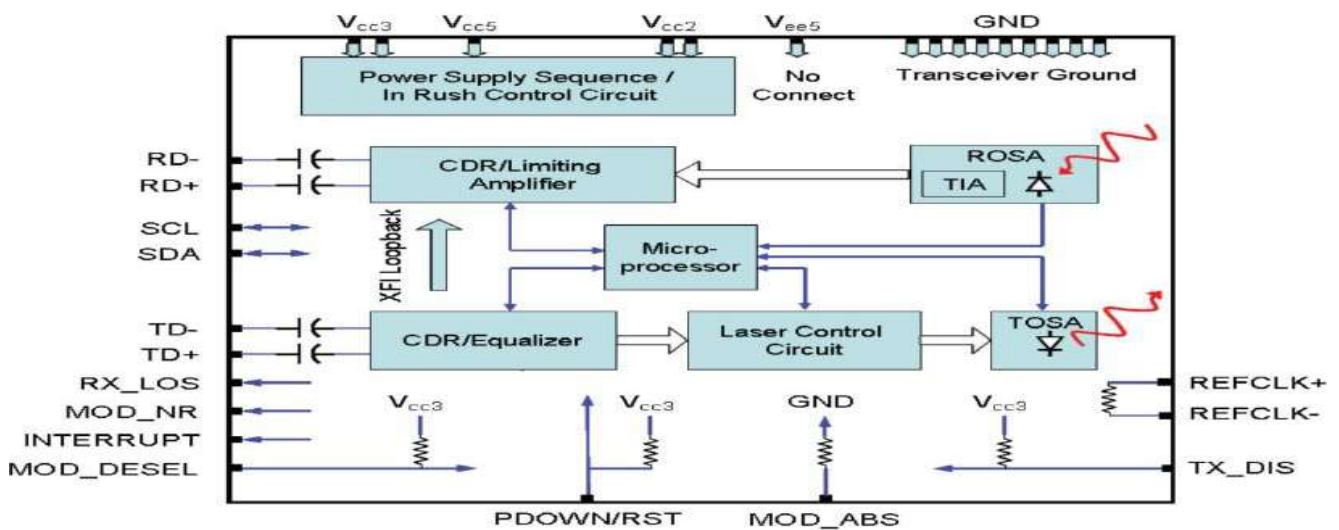 Vcc3 Vcc5 Vcc2 Vee5 GND
Power Supply Sequence /
In Rush Control Circuit
No
Connect
Transceiver Ground
RD-
RD+
CDR/Limiting
Amplifier
ROSA
TIA
SCL
SDA
XFI Loopback
Micro-
processor
TD-
TD+
CDR/Equalizer
Laser Control
Circuit
TOSA
RX_LOS
MOD_NR
INTERRUPT
MOD_DESEL
Vcc3
Vcc3
GND
Vcc3
REFCLK+
REFCLK-
TX_DIS
PDOWN/RST
MOD_ABS